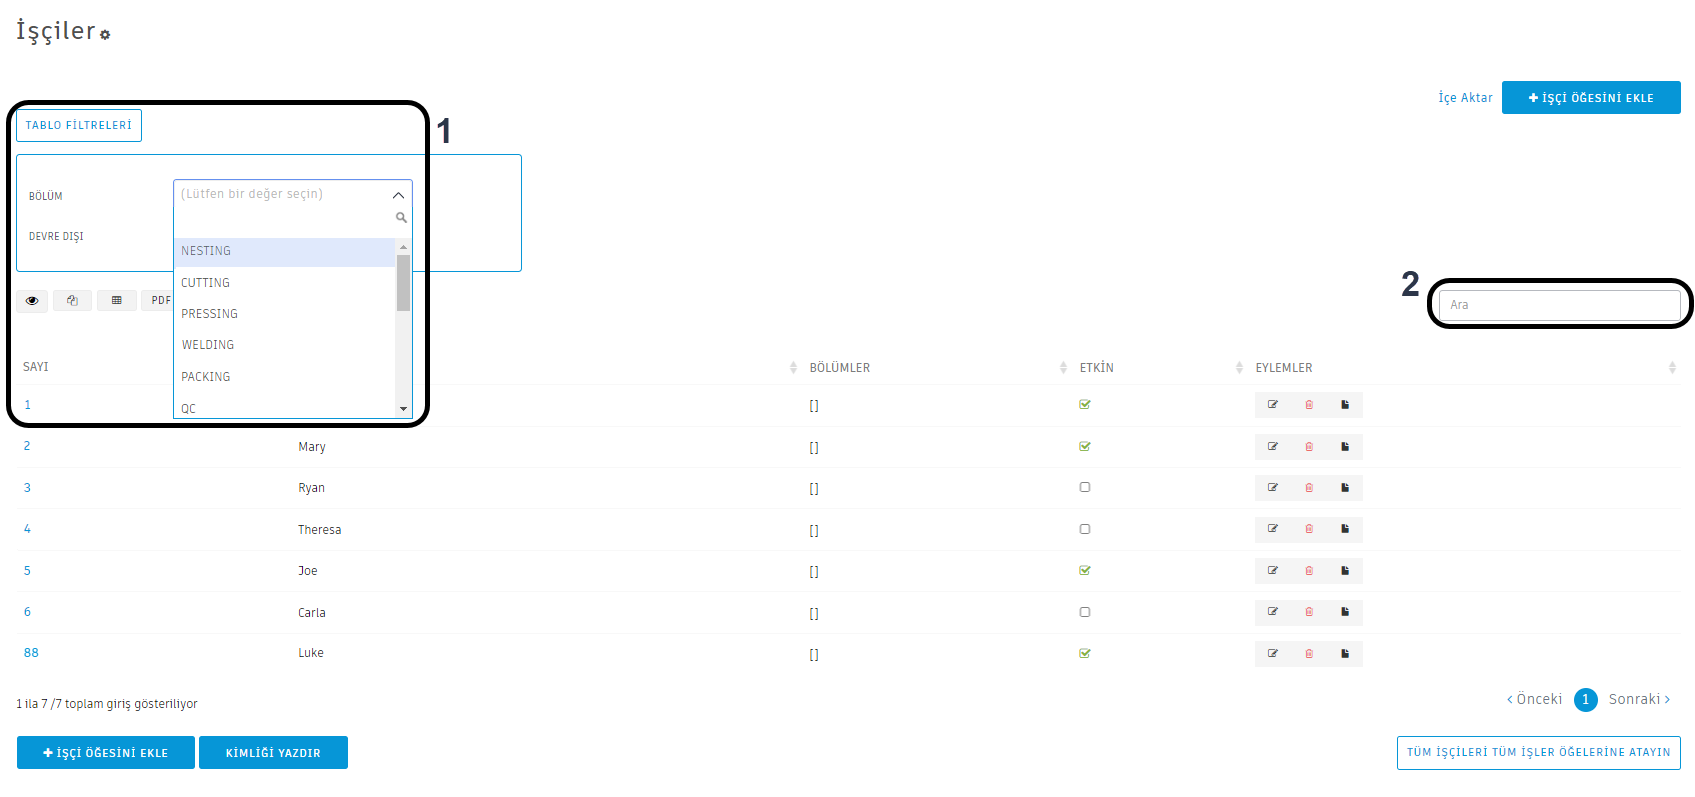 İşçiler
İçe Aktar
İŞÇİ ÖĞESİNİ EKLE
TABLO FİLTRELERİ
1
BÖLÜM
(Lütfen bir değer seçin)
DEVRE DIŞI
NESTING
CUTTING
PRESSING
WELDING
PACKING
QC
PDF
2
Ara
SAYI BÖLÜMLER ETKİN EYLEMLER
1 []
2 Mary []
3 Ryan []
4 Theresa []
5 Joe []
6 Carla []
88 Luke []
1 ila 7 /7 toplam giriş gösteriliyor
< Önceki 1 Sonraki >
İŞÇİ ÖĞESİNİ EKLE
KİMLİĞİ YAZDIR
TÜM İŞÇİLERİ TÜM İŞLER ÖĞELERİNE ATAYIN